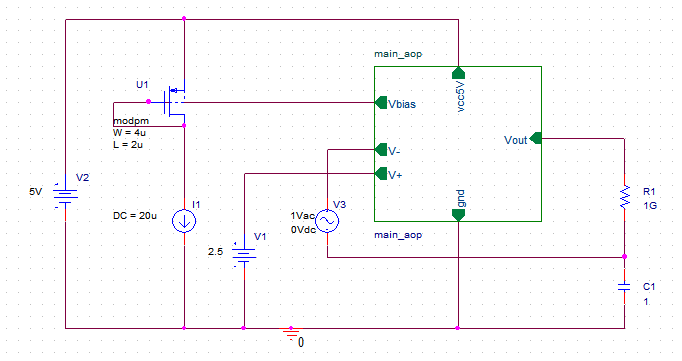 main_aop
U1
vcc5V
Vbias
modpm
W = 4u
L = 2u
Vout
V-
V+
V2
5V
R1
1G
gnd
I1
DC = 20u
V3
1Vac
0Vdc
V1
2.5
main_aop
C1
1
0